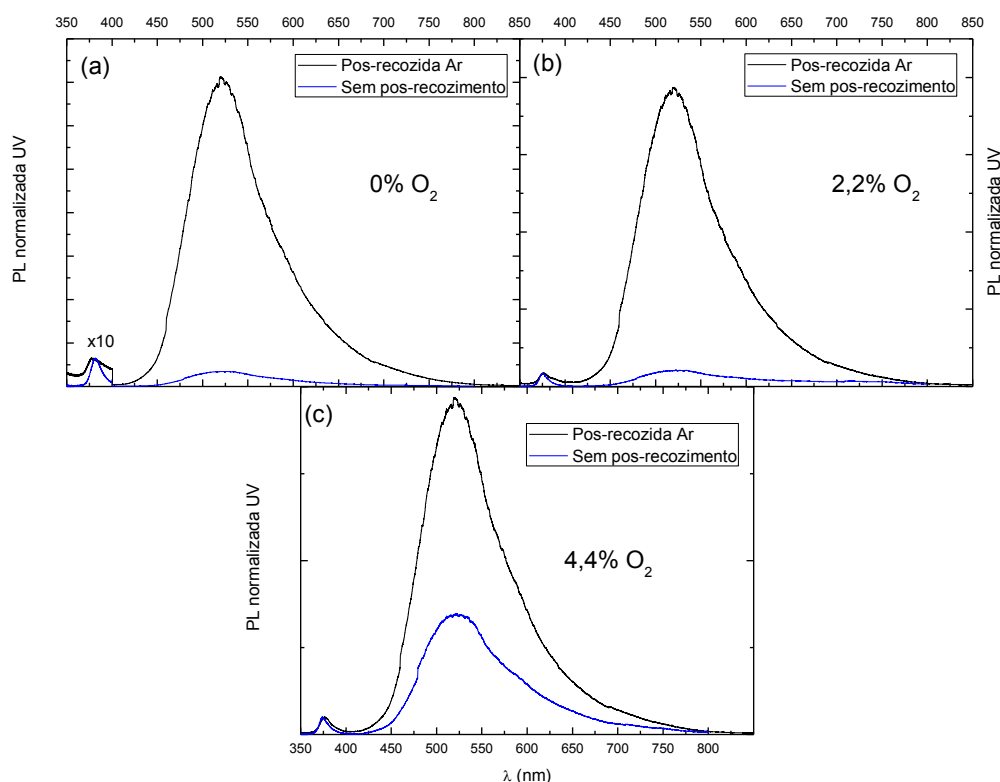 350 400 450 500 550 600 650 700 750 800 850 400 450 500 550 600 650 700 750 800 850
(a)
Pos-recozida Ar
Sem pos-recozimento
0% O2
x10
PL normalizada UV
(b)
Pos-recozida Ar
Sem pos-recozimento
2,2% O2
PL normalizada UV
(c)
Pos-recozida Ar
Sem pos-recozimento
4,4% O2
PL normalizada UV
350 400 450 500 550 600 650 700 750 800
λ (nm)